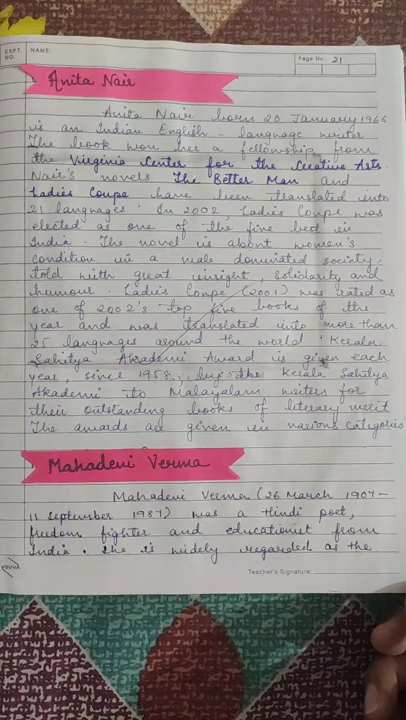 EXPT. NO.
NAME:
Page No.: 21
Anita Nair
Anita Nair born 20 January 1966
is an Indian English - language writer
The book won her a fellowship from
the Virginia Center for the Creative Arts.
Nair's novels The Better Man and
Ladies Coupe have been translated into
21 languages. In 2002, Ladies Coupe was
elected as one of the five best in
India. The novel is about women's
condition in a male dominated society,
told with great insight, solidarity and
humour. Ladies Coupe (2001) was rated as
one of 2002's top five books of the
year and was translated into more than
25 languages around the world. Kerala
Sahitya Akademi Award is given each
year, since 1958, by the Kerala Sahitya
Akademi to Malayalam writers for
their outstanding books of literary merit
The awards are given in various categories
Mahadevi Verma
Mahadevi Verma (26 March 1907-
11 September 1987) was a Hindi poet,
freedom fighter and educationist from
India. She is widely regarded as the
YOUVA
Teacher's Signature